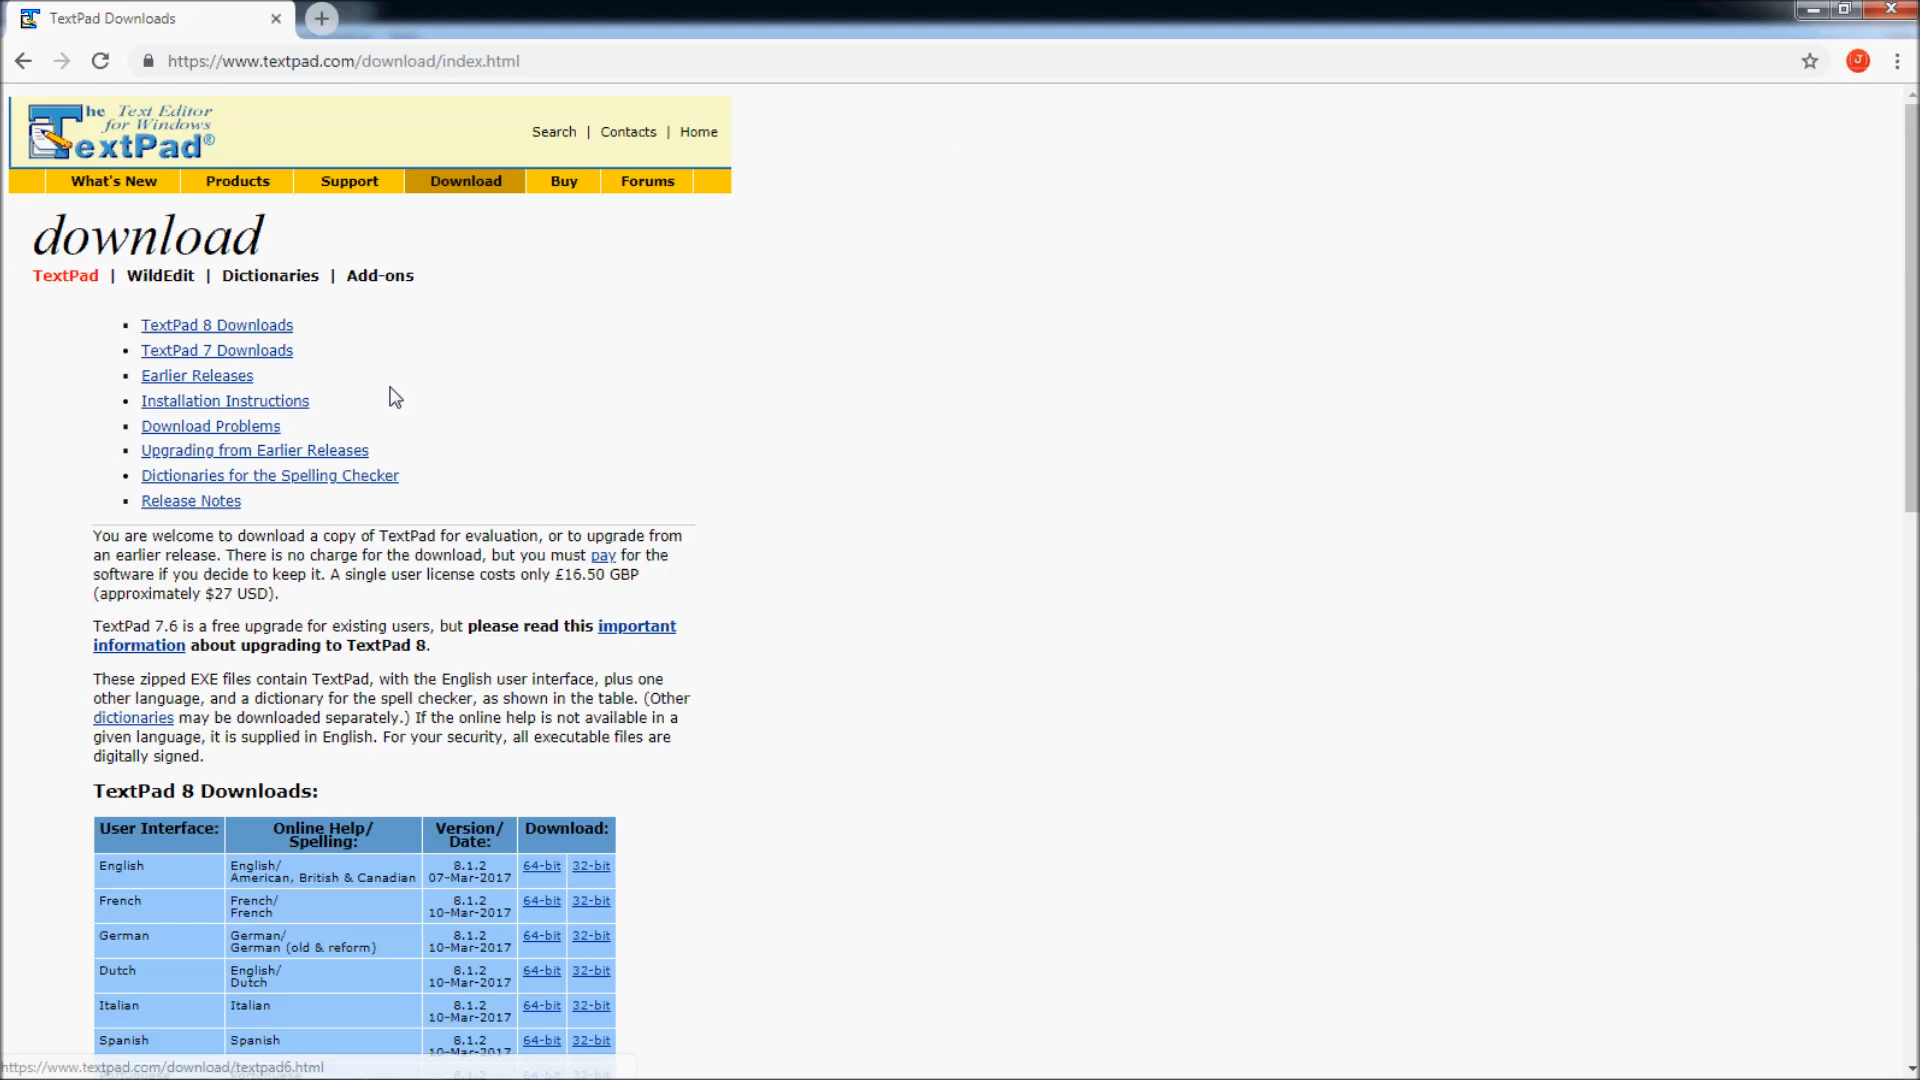 TextPad Downloads
https://www.textpad.com/download/index.html
The Text Editor
for Windows
TextPad®
Search | Contacts | Home
What's New Products Support Download Buy Forums
download
TextPad | WildEdit | Dictionaries | Add-ons
TextPad 8 Downloads
TextPad 7 Downloads
Earlier Releases
Installation Instructions
Download Problems
Upgrading from Earlier Releases
Dictionaries for the Spelling Checker
Release Notes
You are welcome to download a copy of TextPad for evaluation, or to upgrade from
an earlier release. There is no charge for the download, but you must pay for the
software if you decide to keep it. A single user license costs only £16.50 GBP
(approximately $27 USD).
TextPad 7.6 is a free upgrade for existing users, but please read this important
information about upgrading to TextPad 8.
These zipped EXE files contain TextPad, with the English user interface, plus one
other language, and a dictionary for the spell checker, as shown in the table. (Other
dictionaries may be downloaded separately.) If the online help is not available in a
given language, it is supplied in English. For your security, all executable files are
digitally signed.
TextPad 8 Downloads:
User Interface: Online Help/ Version/ Download:
Spelling: Date:
English English/ 8.1.2 64-bit 32-bit
American, British & Canadian 07-Mar-2017
French French/ 8.1.2 64-bit 32-bit
French 10-Mar-2017
German German/ 8.1.2 64-bit 32-bit
German (old & reform) 10-Mar-2017
Dutch English/ 8.1.2 64-bit 32-bit
Dutch 10-Mar-2017
Italian Italian 8.1.2 64-bit 32-bit
10-Mar-2017
Spanish Spanish 8.1.2 64-bit 32-bit
10-Mar-2017
https://www.textpad.com/download/textpad6.html